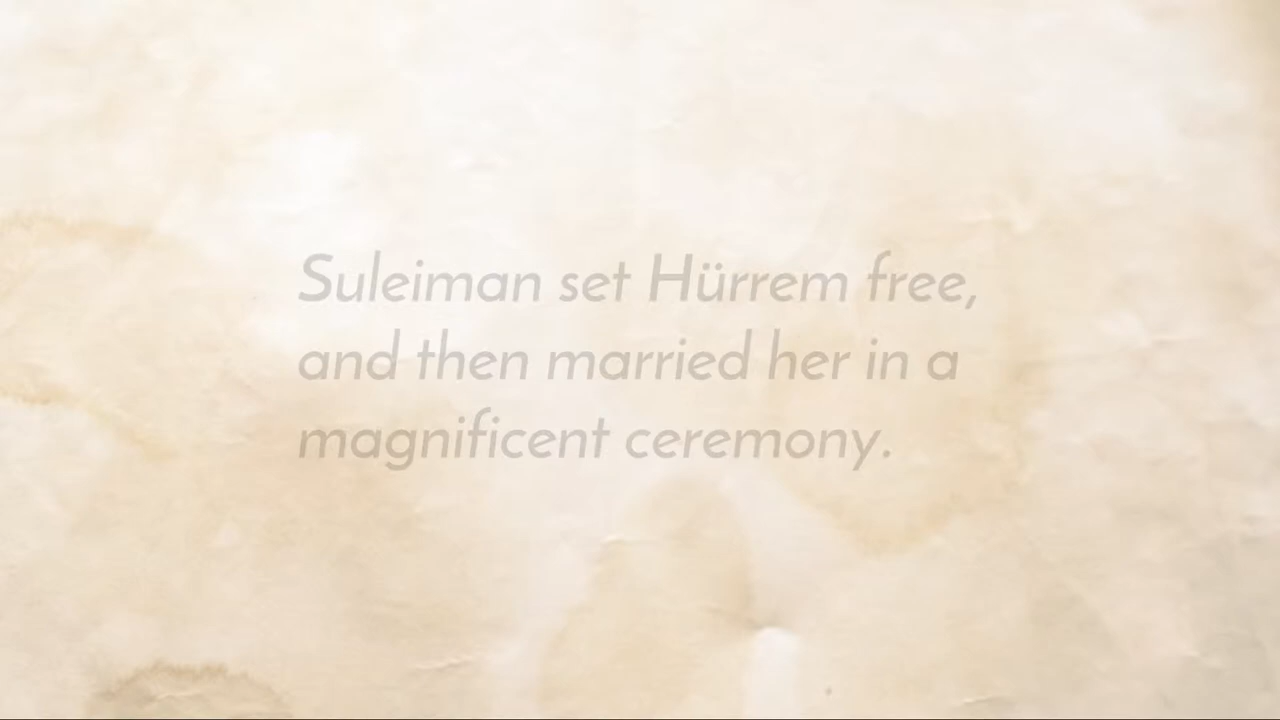 Suleiman set Hürrem free,
and then married her in a
magnificent ceremony.